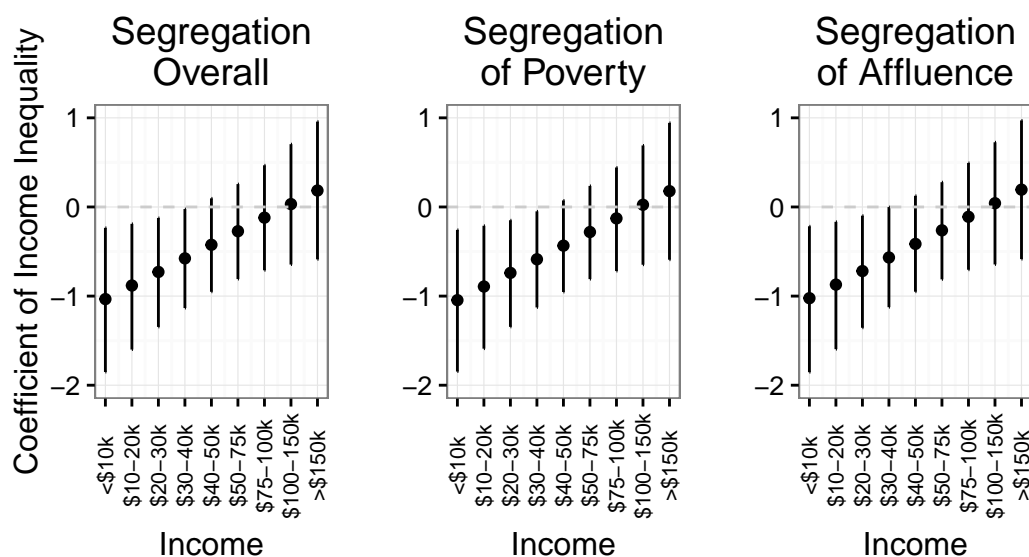 Segregation
Overall
Segregation
of Poverty
Segregation
of Affluence
Coefficient of Income Inequality
1
0
−1
−2
<$10k
$10−20k
$20−30k
$30−40k
$40−50k
$50−75k
$75−100k
$100−150k
>$150k
Income
1
0
−1
−2
<$10k
$10−20k
$20−30k
$30−40k
$40−50k
$50−75k
$75−100k
$100−150k
>$150k
Income
1
0
−1
−2
<$10k
$10−20k
$20−30k
$30−40k
$40−50k
$50−75k
$75−100k
$100−150k
>$150k
Income